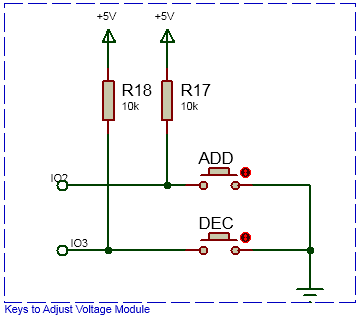 +5V +5V
R18 R17
10k 10k
ADD
IO2
DEC
IO3
Keys to Adjust Voltage Module